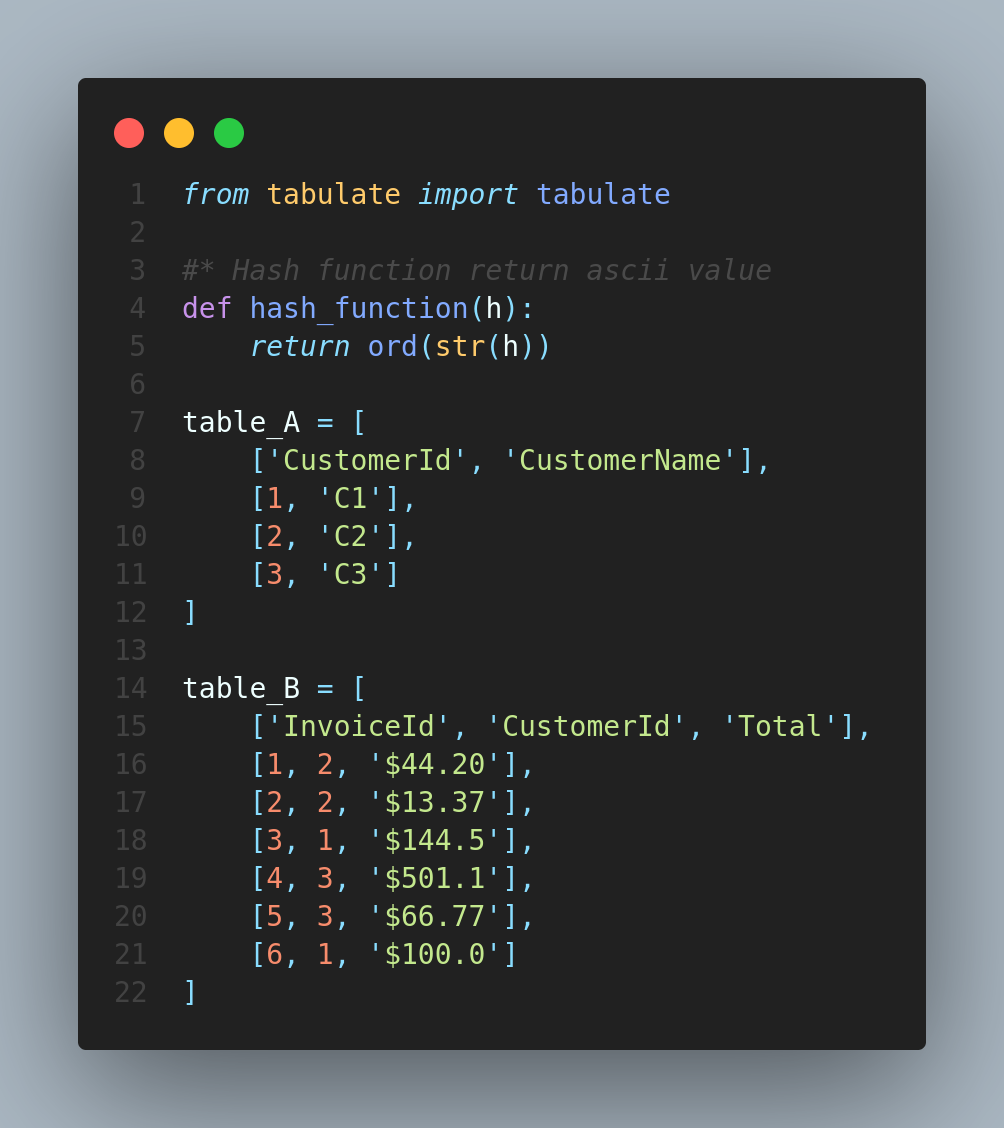 1 from tabulate import tabulate
2
3 #* Hash function return ascii value
4 def hash_function(h):
5     return ord(str(h))
6
7 table_A = [
8     ['CustomerId', 'CustomerName'],
9     [1, 'C1'],
10     [2, 'C2'],
11     [3, 'C3']
12 ]
13
14 table_B = [
15     ['InvoiceId', 'CustomerId', 'Total'],
16     [1, 2, '$44.20'],
17     [2, 2, '$13.37'],
18     [3, 1, '$144.5'],
19     [4, 3, '$501.1'],
20     [5, 3, '$66.77'],
21     [6, 1, '$100.0']
22 ]